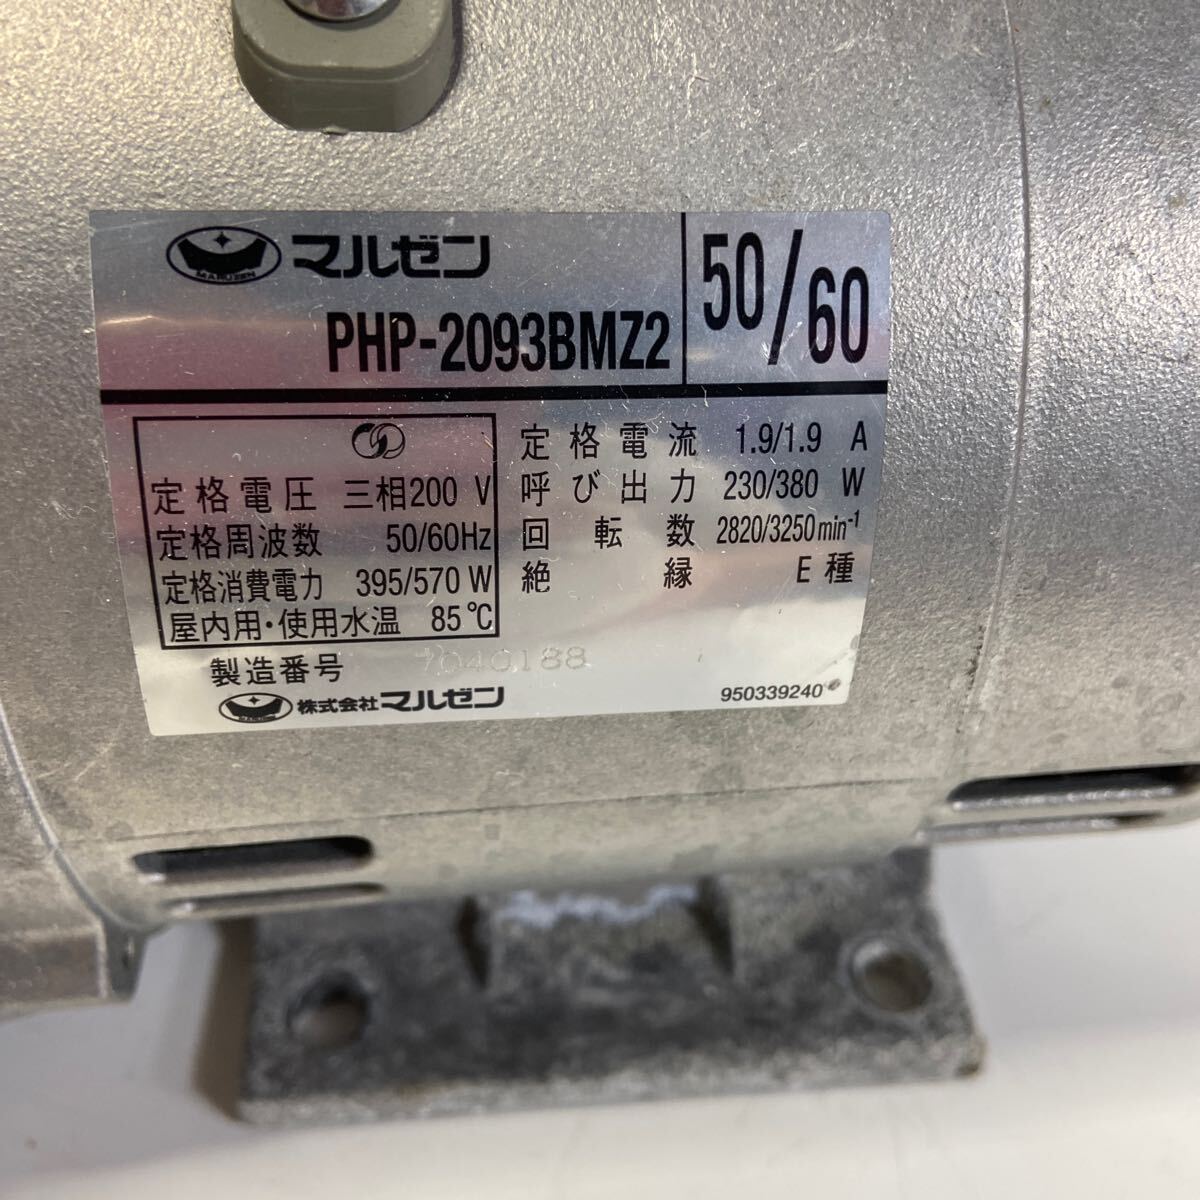 MARUZEN マルゼン
PHP-2093BMZ2
50/60
定格電圧 三相200 V
定格周波数 50/60Hz
定格消費電力 395/570 W
屋内用・使用水温 85℃
定格電流 1.9/1.9 A
呼び出力 230/380 W
回転数 2820/3250min⁻¹
絶縁 E種
製造番号 7040188
MARUZEN 株式会社マルゼン
950339240